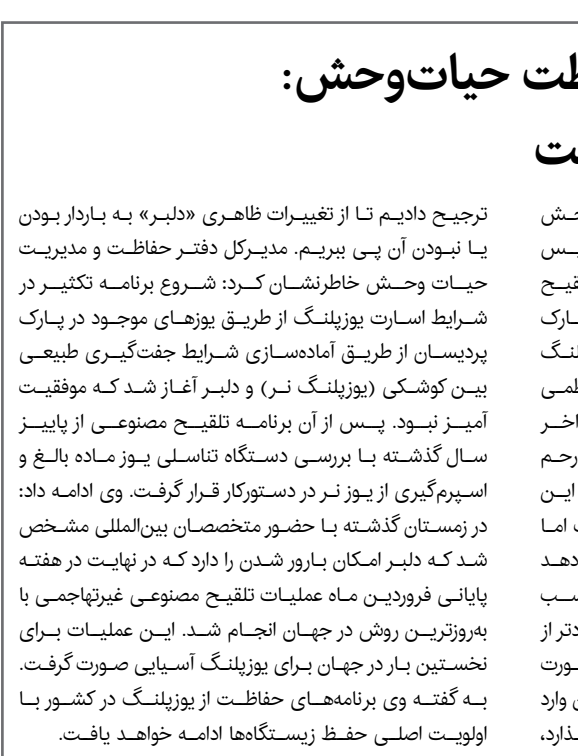 حیات‌وحش:
ترجیح دادیم تا از تغییرات ظاهری «دلبر» به باردار بودن
یا نبودن آن پی ببریم. مدیرکل دفتر حفاظت و مدیریت
حیات وحش خاطرنشان کرد: شروع برنامه تکثیر در
شرایط اسارت یوزپلنگ از طریق یوزهای موجود در پارک
پردیسان از طریق آماده‌سازی شرایط جفت‌گیری طبیعی
بین کوشکی (یوزپلنگ نر) و دلبر آغاز شد که موفقیت
آمیز نبود. پس از آن برنامه تلقیح مصنوعی از پاییز
سال گذشته با بررسی دستگاه تناسلی یوز ماده بالغ و
اسپرم‌گیری از یوز نر در دستورکار قرار گرفت. وی ادامه داد:
در زمستان گذشته با حضور متخصصان بین‌المللی مشخص
شد که دلبر امکان بارور شدن را دارد که در نهایت در هفته
پایانی فروردین ماه عملیات تلقیح مصنوعی غیرتهاجمی با
به‌روزترین روش در جهان انجام شد. این عملیات برای
نخستین بار در جهان برای یوزپلنگ آسیایی صورت گرفت.
به گفته وی برنامه‌های حفاظت از یوزپلنگ در کشور با
اولویت اصلی حفظ زیستگاه‌ها ادامه خواهد یافت.